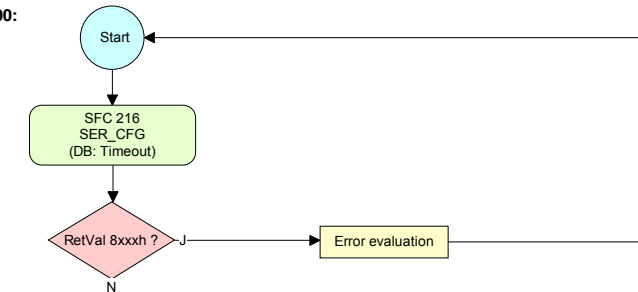 00:
Start
SFC 216
SER_CFG
(DB: Timeout)
RetVal 8xxxh ?
J
Error evaluation
N